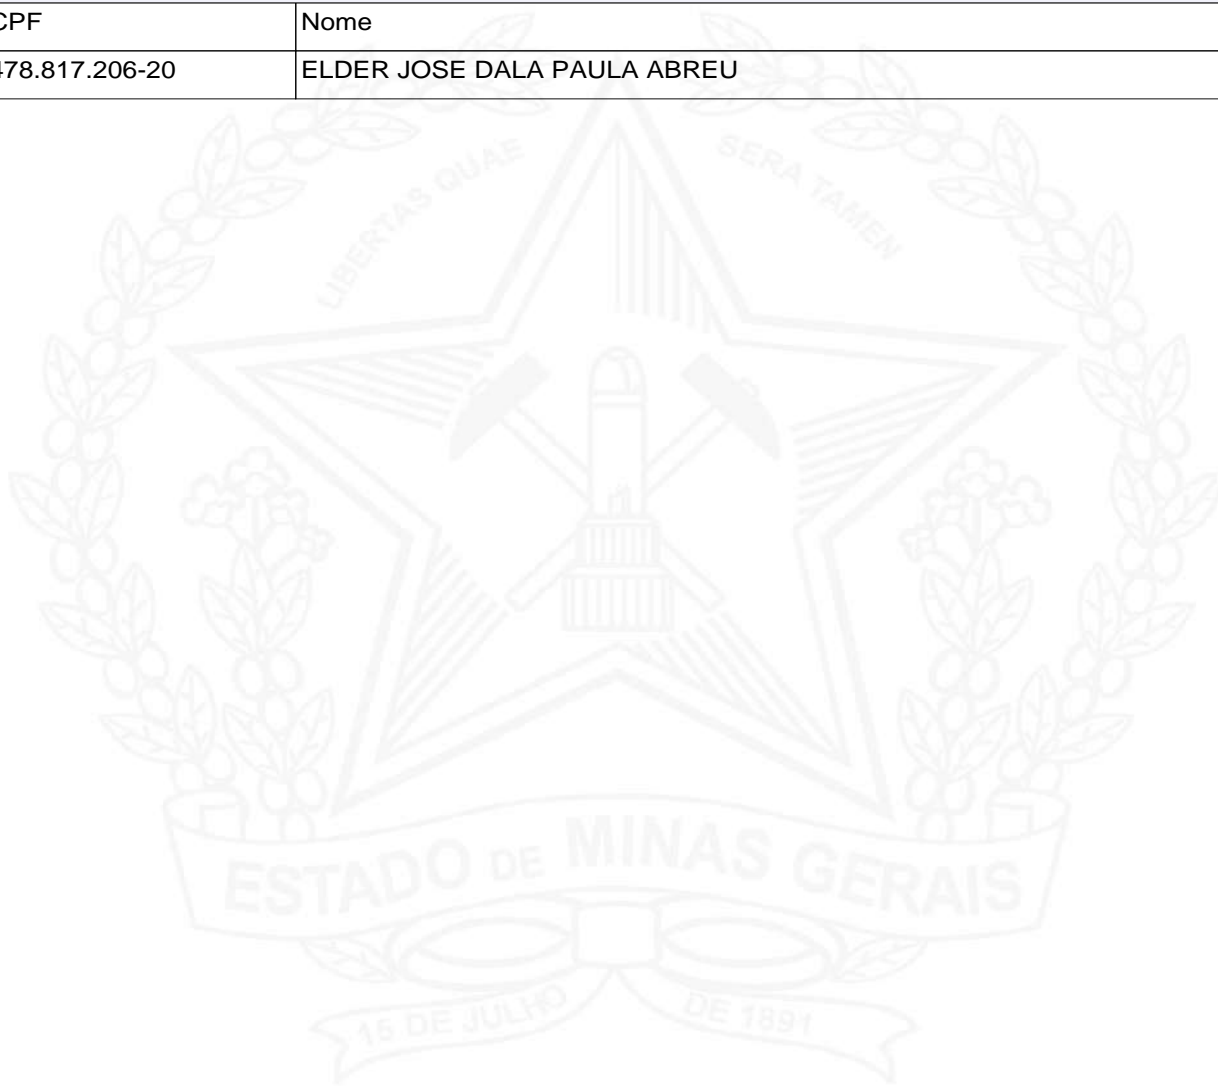 CPF Nome
478.817.206-20 ELDER JOSE DALA PAULA ABREU
LIBERTAS QUAE SERA TAMEN
ESTADO DE MINAS GERAIS
15 DE JULHO DE 1891